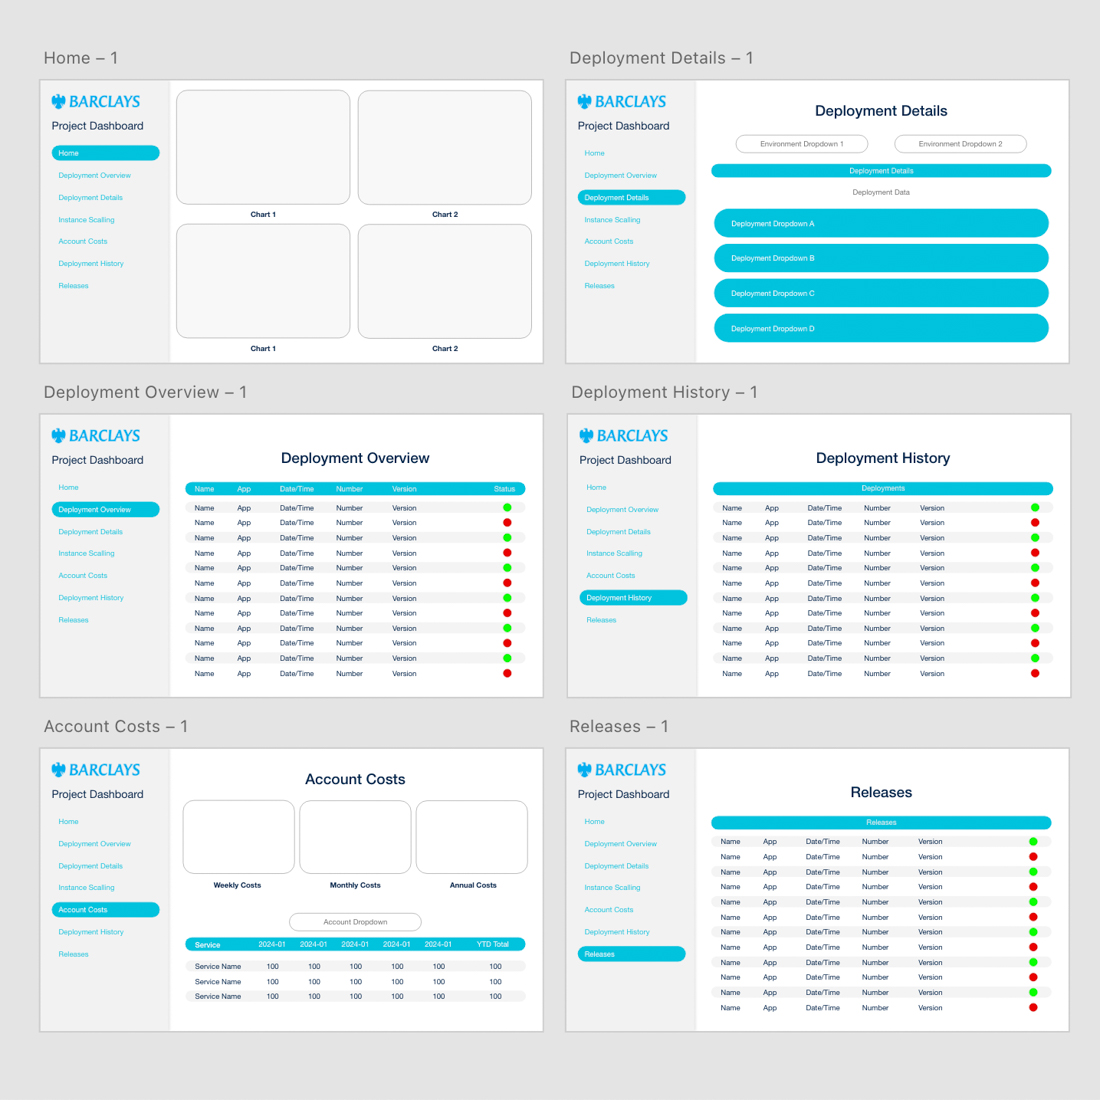 Home – 1
BARCLAYS
Project Dashboard
Home
Deployment Overview
Deployment Details
Instance Scalling
Account Costs
Deployment History
Releases
Chart 1
Chart 2
Chart 1
Chart 2
Deployment Details – 1
BARCLAYS
Project Dashboard
Home
Deployment Overview
Deployment Details
Instance Scalling
Account Costs
Deployment History
Releases
Deployment Details
Environment Dropdown 1
Environment Dropdown 2
Deployment Details
Deployment Data
Deployment Dropdown A
Deployment Dropdown B
Deployment Dropdown C
Deployment Dropdown D
Deployment Overview – 1
BARCLAYS
Project Dashboard
Home
Deployment Overview
Deployment Details
Instance Scalling
Account Costs
Deployment History
Releases
Deployment Overview
Name App Date/Time Number Version Status
Name App Date/Time Number Version
Name App Date/Time Number Version
Name App Date/Time Number Version
Name App Date/Time Number Version
Name App Date/Time Number Version
Name App Date/Time Number Version
Name App Date/Time Number Version
Name App Date/Time Number Version
Name App Date/Time Number Version
Name App Date/Time Number Version
Name App Date/Time Number Version
Name App Date/Time Number Version
Deployment History – 1
BARCLAYS
Project Dashboard
Home
Deployment Overview
Deployment Details
Instance Scalling
Account Costs
Deployment History
Releases
Deployment History
Deployments
Name App Date/Time Number Version
Name App Date/Time Number Version
Name App Date/Time Number Version
Name App Date/Time Number Version
Name App Date/Time Number Version
Name App Date/Time Number Version
Name App Date/Time Number Version
Name App Date/Time Number Version
Name App Date/Time Number Version
Name App Date/Time Number Version
Name App Date/Time Number Version
Name App Date/Time Number Version
Account Costs – 1
BARCLAYS
Project Dashboard
Home
Deployment Overview
Deployment Details
Instance Scalling
Account Costs
Deployment History
Releases
Account Costs
Weekly Costs
Monthly Costs
Annual Costs
Account Dropdown
Service 2024-01 2024-01 2024-01 2024-01 2024-01 YTD Total
Service Name 100 100 100 100 100 100
Service Name 100 100 100 100 100 100
Service Name 100 100 100 100 100 100
Releases – 1
BARCLAYS
Project Dashboard
Home
Deployment Overview
Deployment Details
Instance Scalling
Account Costs
Deployment History
Releases
Releases
Releases
Name App Date/Time Number Version
Name App Date/Time Number Version
Name App Date/Time Number Version
Name App Date/Time Number Version
Name App Date/Time Number Version
Name App Date/Time Number Version
Name App Date/Time Number Version
Name App Date/Time Number Version
Name App Date/Time Number Version
Name App Date/Time Number Version
Name App Date/Time Number Version
Name App Date/Time Number Version